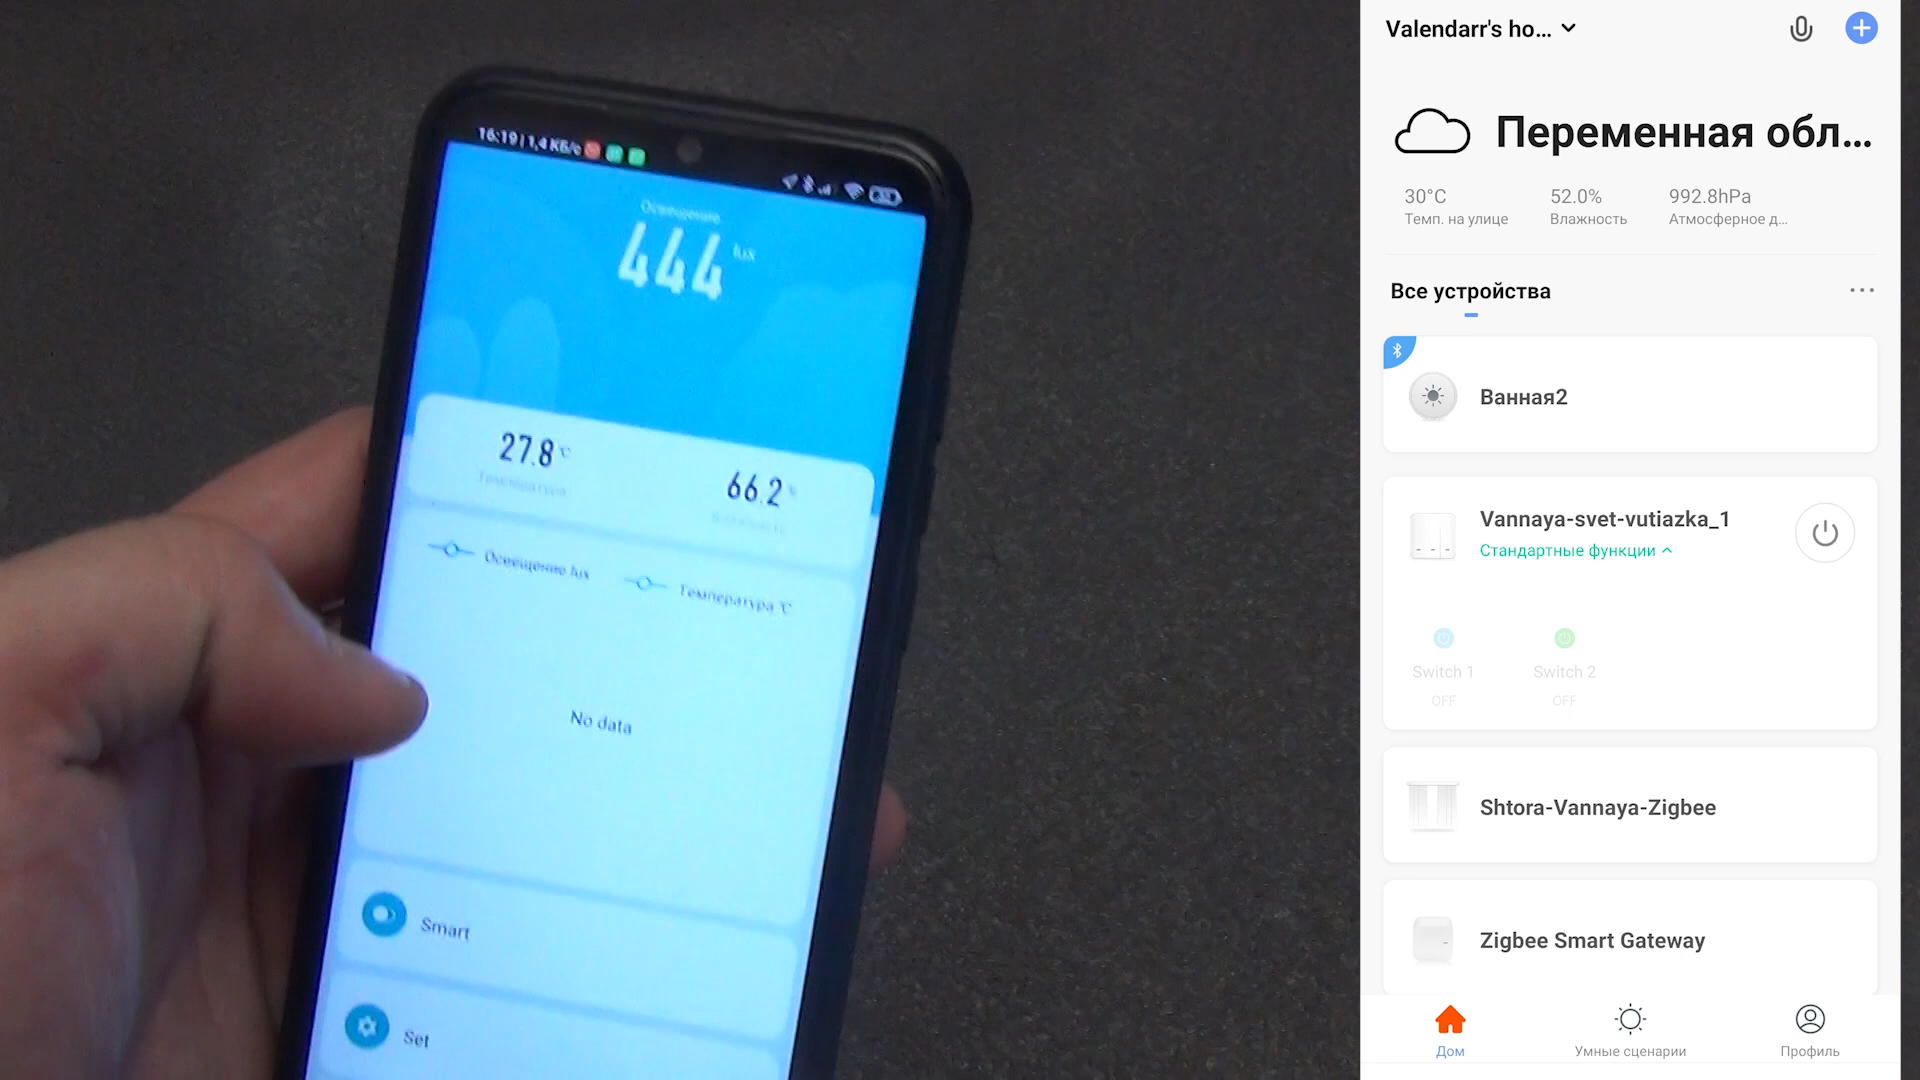 16:19 | 1,4 КБ/с
Освещение
444 lux
27.8 °C
Температура
66.2
Освещение lux
Температура °C
No data
Smart
Set
Valendarr's ho...
Переменная обл...
30°C
52.0%
992.8hPa
Темп. на улице
Влажность
Атмосферное д...
Все устройства
Ванная2
Vannaya-svet-vutiazka_1
Стандартные функции
Switch 1
Switch 2
OFF
OFF
Shtora-Vannaya-Zigbee
Zigbee Smart Gateway
Дом
Умные сценарии
Профиль